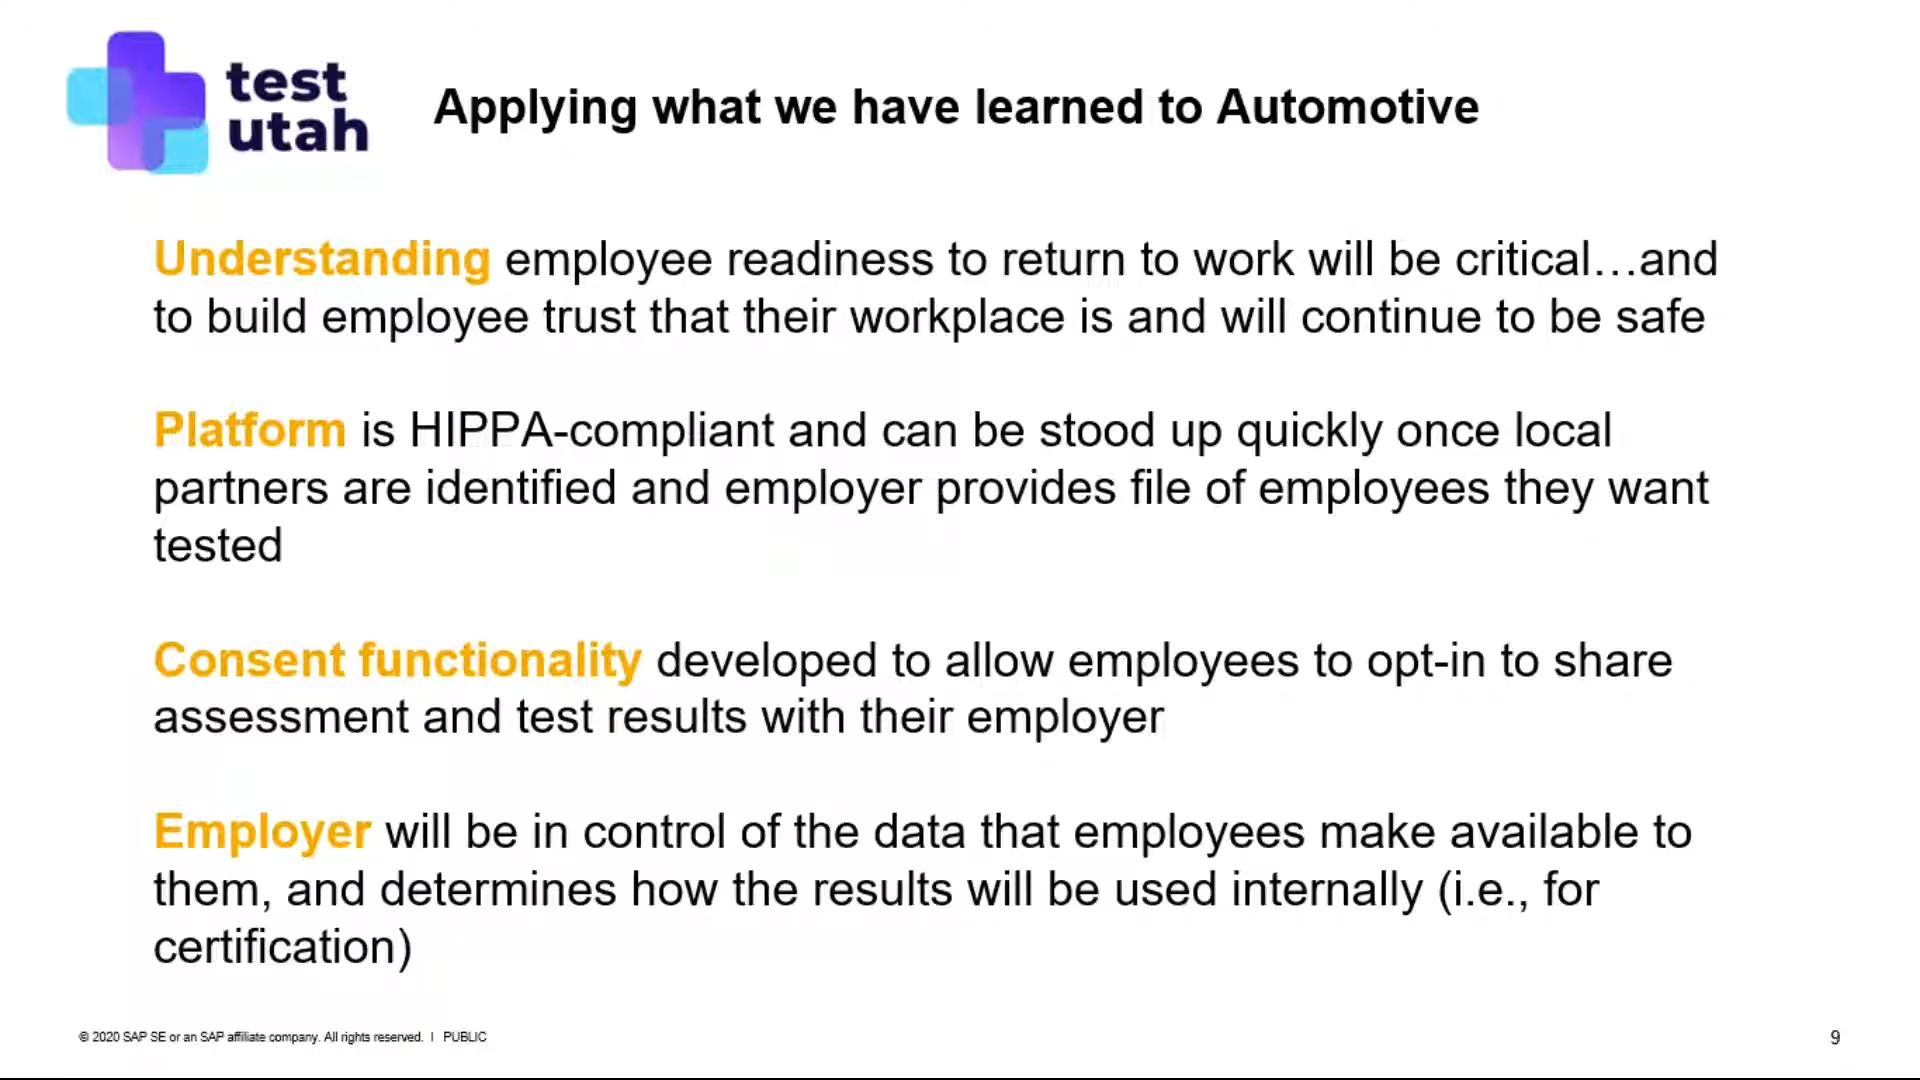 test
utah
Applying what we have learned to Automotive
Understanding employee readiness to return to work will be critical…and
to build employee trust that their workplace is and will continue to be safe
Platform is HIPPA-compliant and can be stood up quickly once local
partners are identified and employer provides file of employees they want
tested
Consent functionality developed to allow employees to opt-in to share
assessment and test results with their employer
Employer will be in control of the data that employees make available to
them, and determines how the results will be used internally (i.e., for
certification)
© 2020 SAP SE or an SAP affiliate company. All rights reserved. | PUBLIC
9